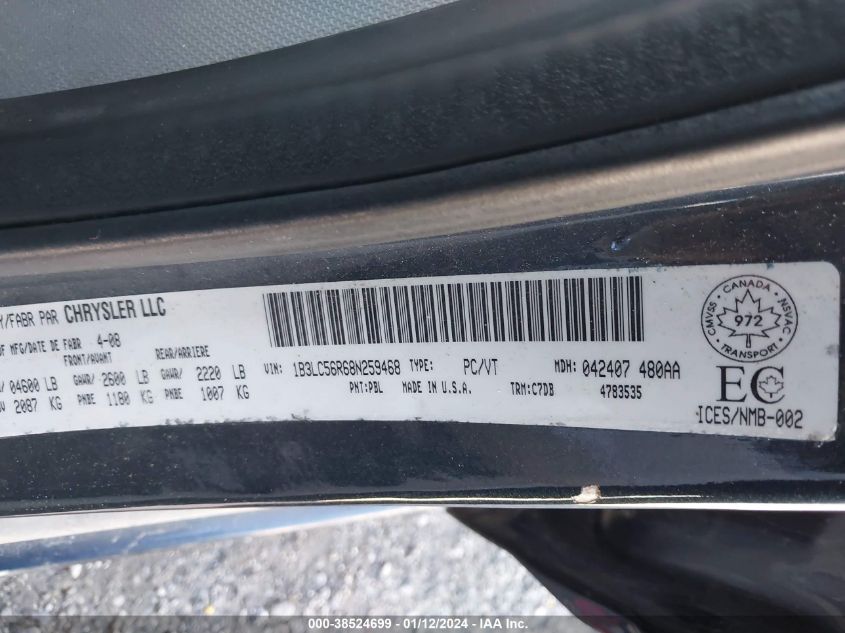 Y/FABR PAR CHRYSLER LLC
OF MFG/DATE DE FABR 4-08
FRONT/AVANT REAR/ARRIERE
04600 LB GAWR/ 2600 LB GAWR/ 2220 LB
2087 KG PNBE 1180 KG PNBE 1007 KG
VIN: 1B3LC56R68N259468 TYPE: PC/VT MDH: 042407 480AA
PNT:PBL MADE IN U.S.A. TRM:C7DB 4783535
CMVSS · CANADA · NSVAC · TRANSPORT
972
EC
ICES/NMB-002
000-38524699 - 01/12/2024 - IAA Inc.